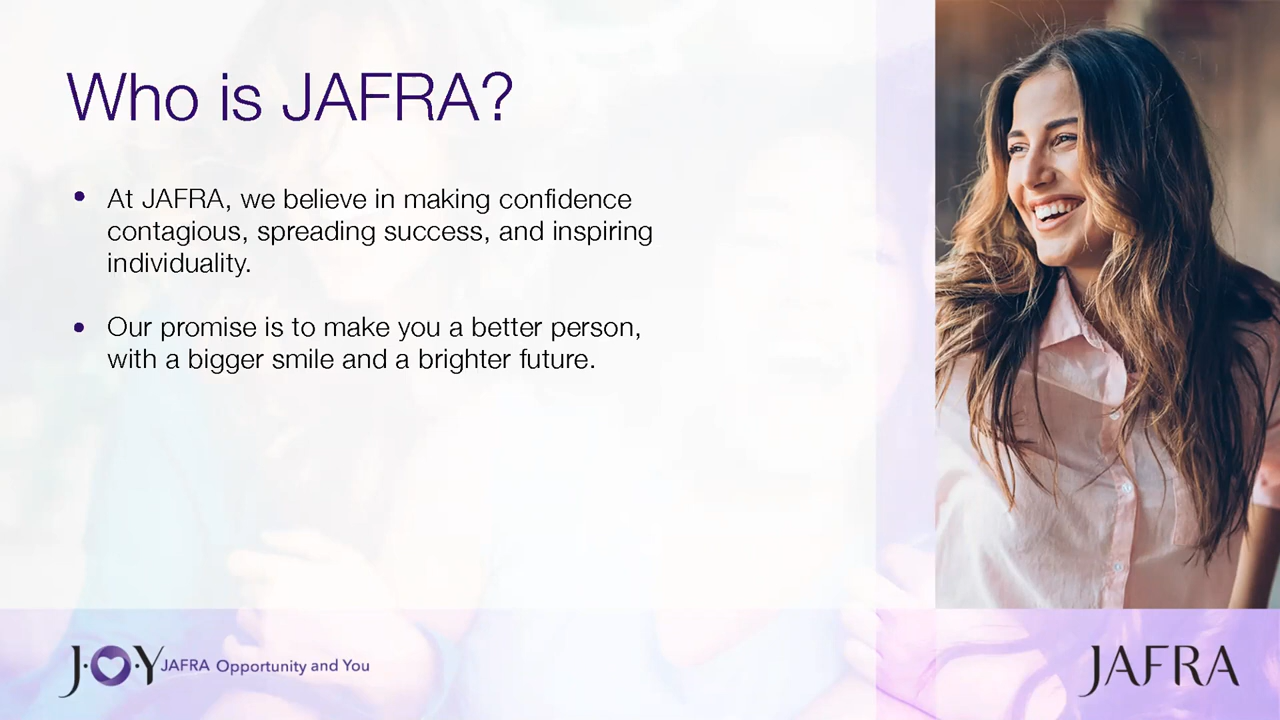 Who is JAFRA?
• At JAFRA, we believe in making confidence
contagious, spreading success, and inspiring
individuality.
• Our promise is to make you a better person,
with a bigger smile and a brighter future.
J·O·Y JAFRA Opportunity and You
JAFRA